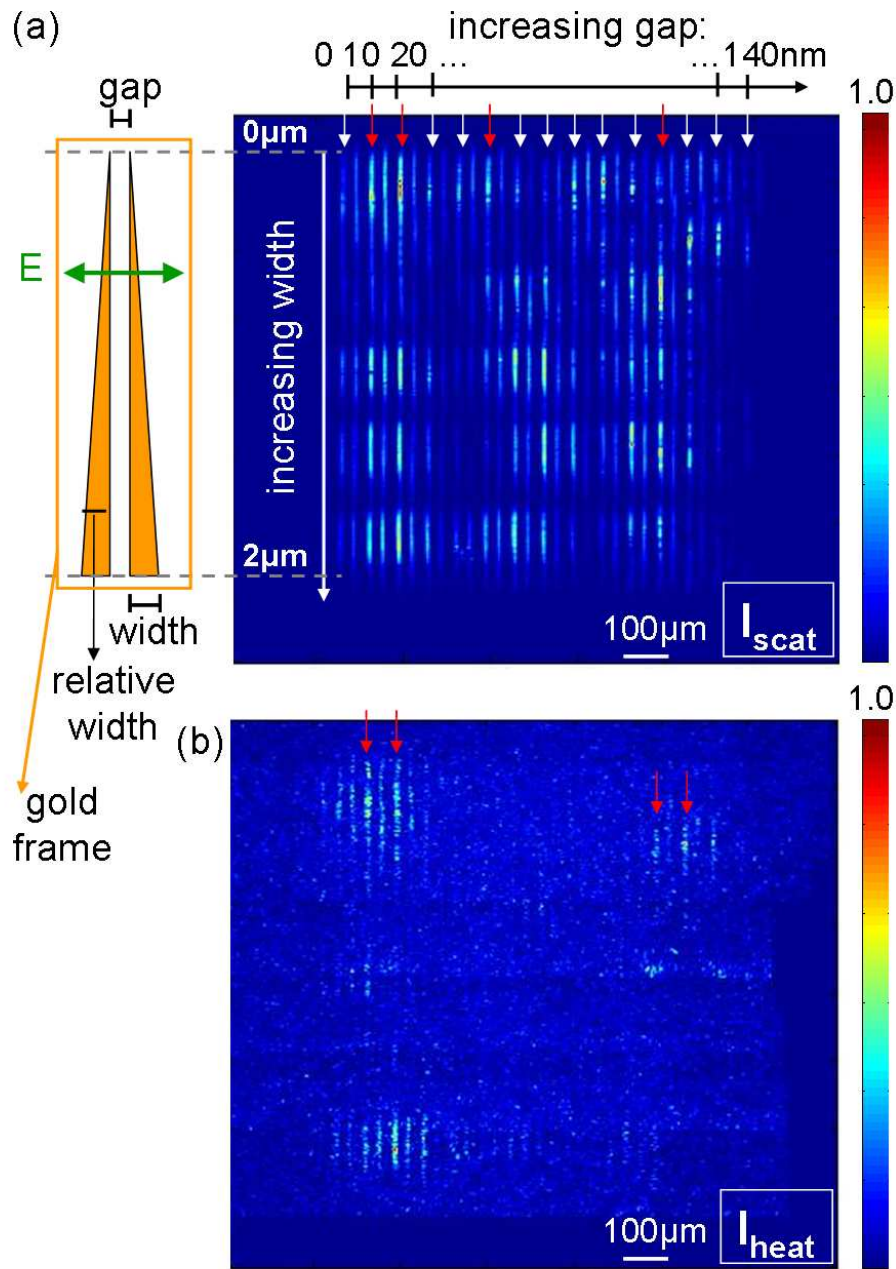 (a)
increasing gap:
0 10 20 ... ... 140nm
gap
1.0
0µm
E
increasing width
2µm
width
100µm
I_scat
relative
width
gold
frame
(b)
1.0
100µm
I_heat